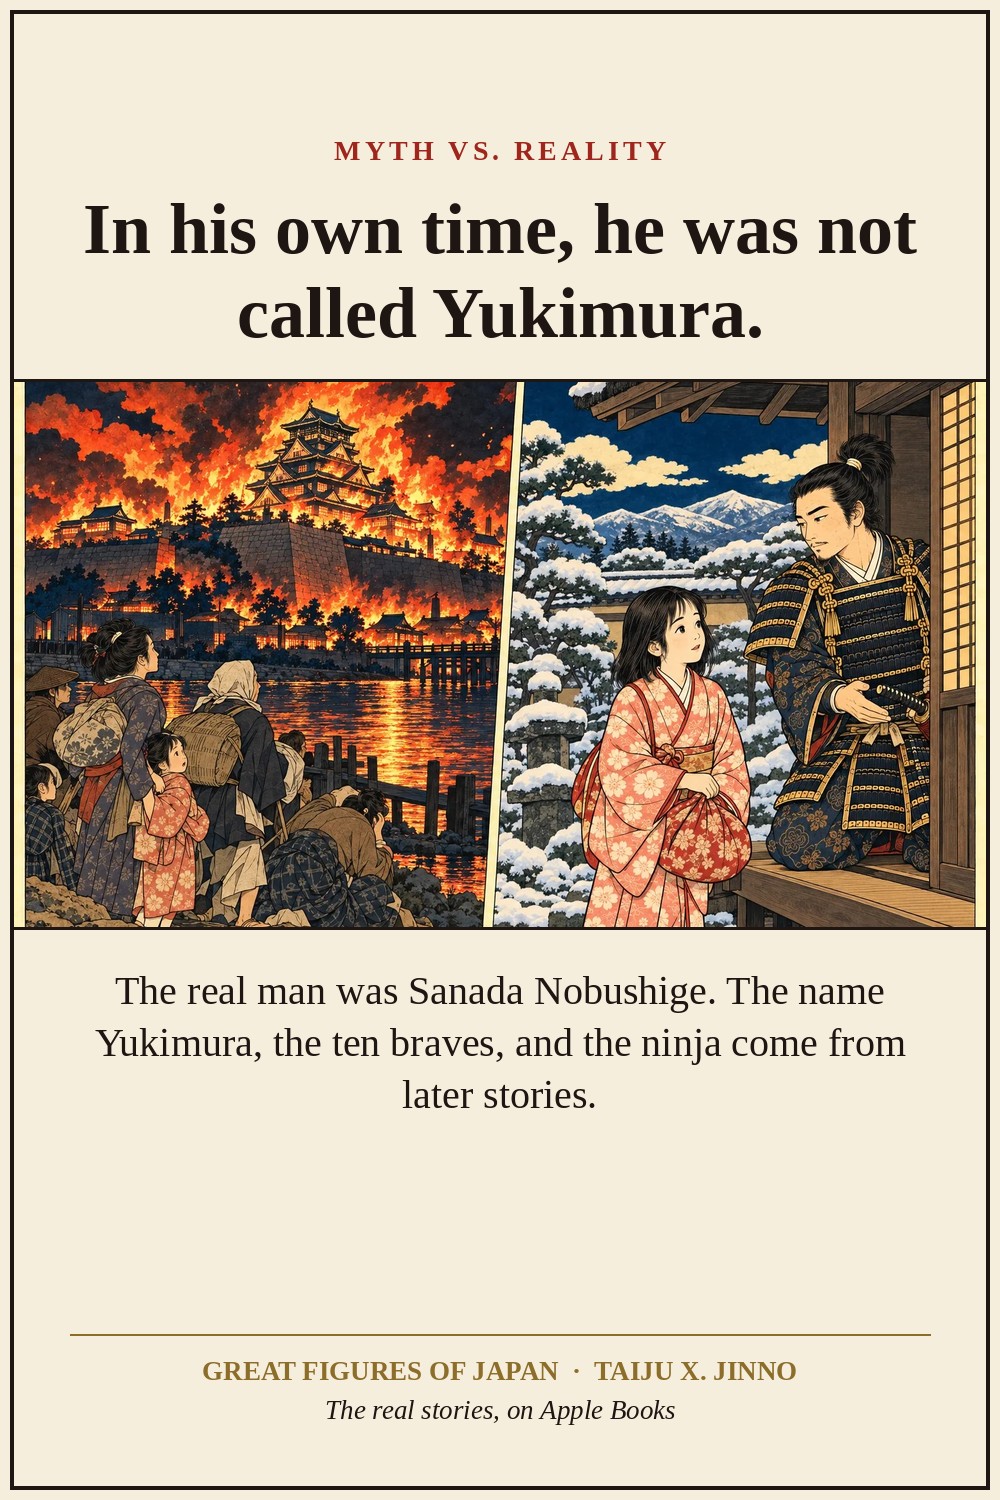 MYTH VS. REALITY
In his own time, he was not
called Yukimura.
The real man was Sanada Nobushige. The name
Yukimura, the ten braves, and the ninja come from
later stories.
GREAT FIGURES OF JAPAN · TAIJU X. JINNO
The real stories, on Apple Books